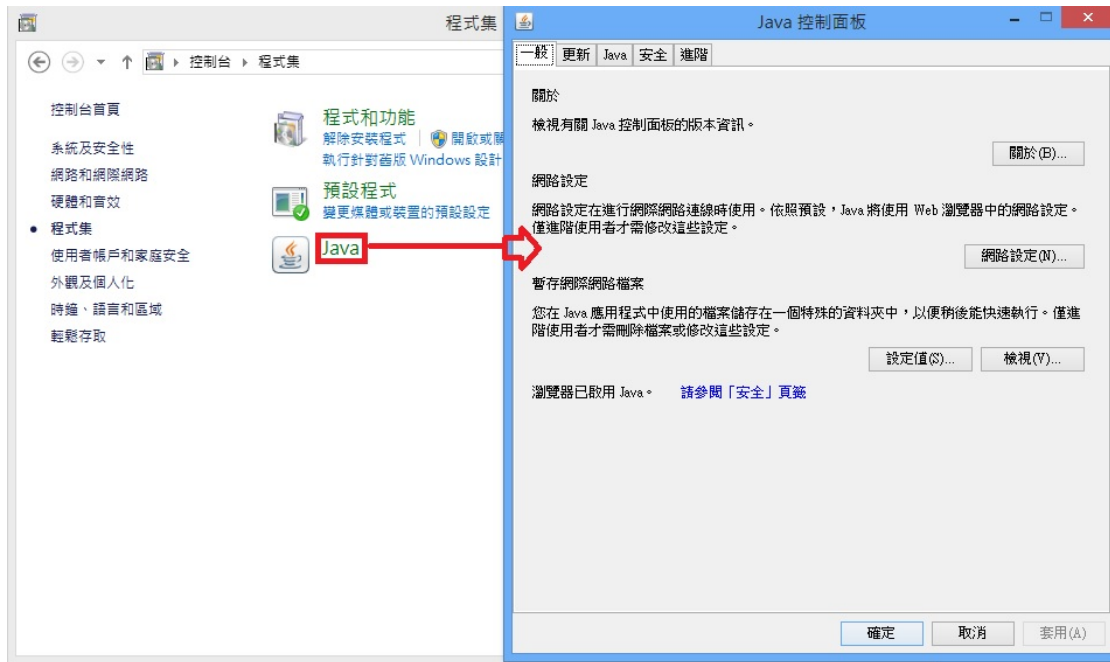 程式集
控制台 程式集
控制台首頁
系統及安全性
網路和網際網路
硬體和音效
程式集
使用者帳戶和家庭安全
外觀及個人化
時鐘、語言和區域
輕鬆存取
程式和功能
解除安裝程式 開啟或關
執行針對舊版 Windows 設計
預設程式
變更媒體或裝置的預設設定
Java
Java 控制面板
一般 更新 Java 安全 進階
關於
檢視有關 Java 控制面板的版本資訊。
關於(B)...
網路設定
網路設定在進行網際網路連線時使用。依照預設,Java 將使用 Web 瀏覽器中的網路設定。
僅進階使用者才需修改這些設定。
網路設定(N)...
暫存網際網路檔案
您在 Java 應用程式中使用的檔案儲存在一個特殊的資料夾中,以便稍後能快速執行。僅進
階使用者才需刪除檔案或修改這些設定。
設定值(S)... 檢視(V)...
瀏覽器已啟用 Java。 請參閱「安全」頁籤
確定 取消 套用(A)